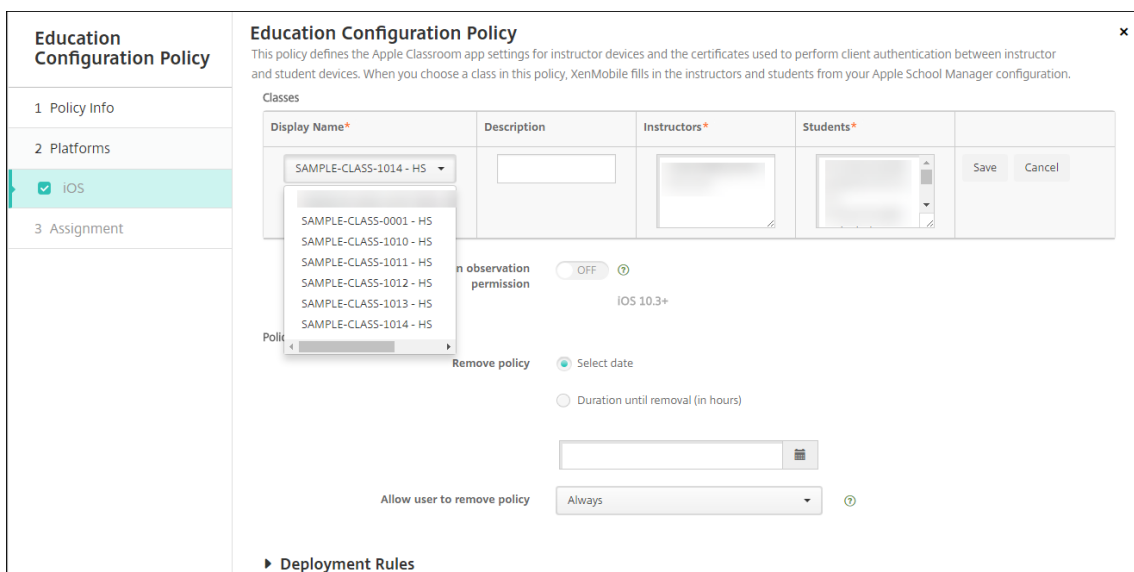 Education
Configuration Policy
1 Policy Info
2 Platforms
iOS
3 Assignment
Education Configuration Policy
×
This policy defines the Apple Classroom app settings for instructor devices and the certificates used to perform client authentication between instructor
and student devices. When you choose a class in this policy, XenMobile fills in the instructors and students from your Apple School Manager configuration.
Classes
Display Name* Description Instructors* Students*
SAMPLE-CLASS-1014 - HS Save Cancel
SAMPLE-CLASS-0001 - HS
SAMPLE-CLASS-1010 - HS
SAMPLE-CLASS-1011 - HS
SAMPLE-CLASS-1012 - HS
SAMPLE-CLASS-1013 - HS
SAMPLE-CLASS-1014 - HS
observation
permission
OFF
iOS 10.3+
Remove policy Select date
Duration until removal (in hours)
Allow user to remove policy Always
Deployment Rules